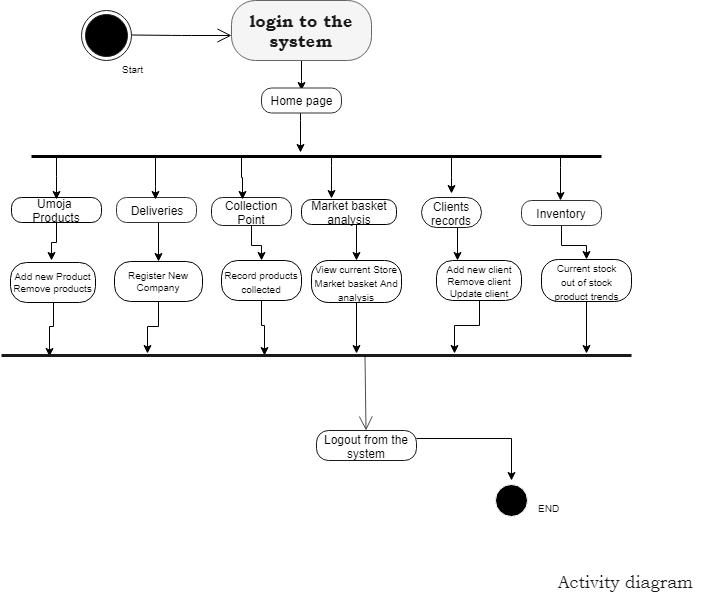 login to the
system
Start
Home page
Umoja
Products
Deliveries
Collection
Point
Market basket
analysis
Clients
records
Inventory
Add new Product
Remove products
Register New
Company
Record products
collected
View current Store
Market basket And
analysis
Add new client
Remove client
Update client
Current stock
out of stock
product trends
Logout from the
system
END
Activity diagram